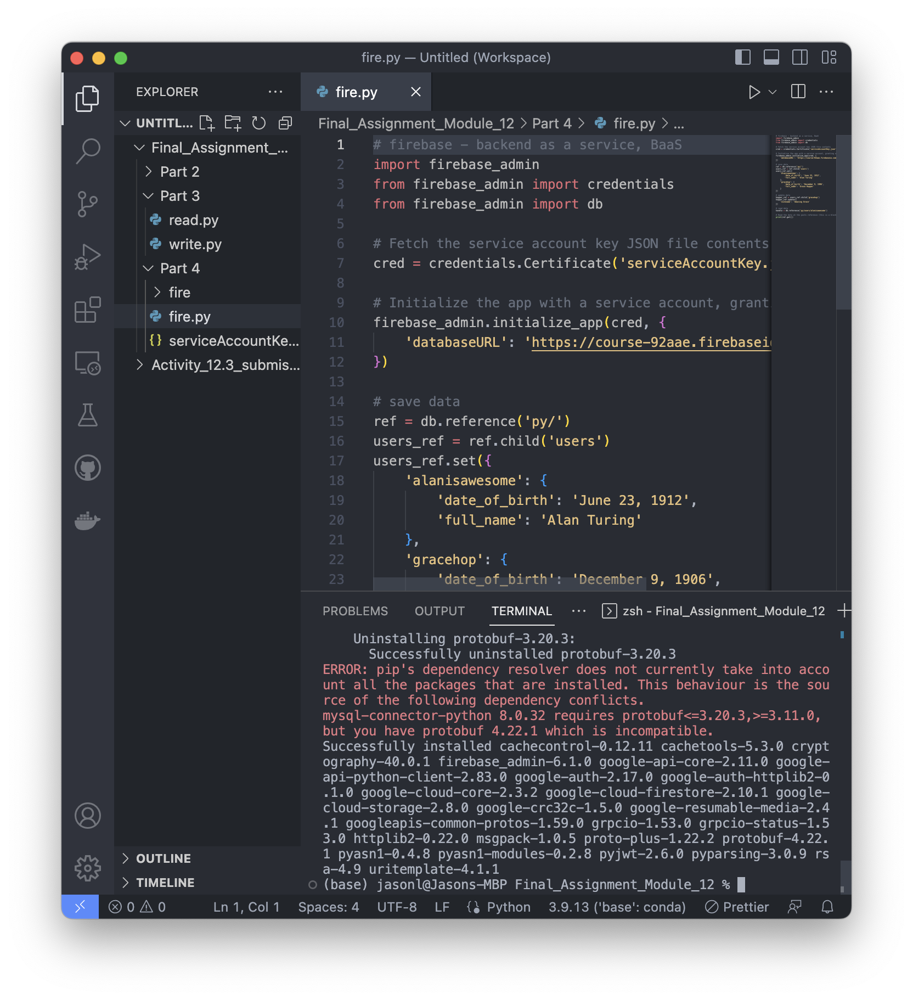 fire.py — Untitled (Workspace)
EXPLORER
UNTITL...
Final_Assignment_...
Part 2
Part 3
read.py
write.py
Part 4
fire
fire.py
serviceAccountKe...
Activity_12.3_submis...
OUTLINE
TIMELINE
fire.py
Final_Assignment_Module_12 > Part 4 > fire.py > ...
1 # firebase - backend as a service, BaaS
2 import firebase_admin
3 from firebase_admin import credentials
4 from firebase_admin import db
5
6 # Fetch the service account key JSON file contents
7 cred = credentials.Certificate('serviceAccountKey.
8
9 # Initialize the app with a service account, grant
10 firebase_admin.initialize_app(cred, {
11 'databaseURL': 'https://course-92aae.firebaseio
12 })
13
14 # save data
15 ref = db.reference('py/')
16 users_ref = ref.child('users')
17 users_ref.set({
18 'alanisawesome': {
19 'date_of_birth': 'June 23, 1912',
20 'full_name': 'Alan Turing'
21 },
22 'gracehop': {
23 'date_of_birth': 'December 9, 1906',
PROBLEMS OUTPUT TERMINAL ... zsh - Final_Assignment_Module_12
Uninstalling protobuf-3.20.3:
Successfully uninstalled protobuf-3.20.3
ERROR: pip's dependency resolver does not currently take into acco
unt all the packages that are installed. This behaviour is the sou
rce of the following dependency conflicts.
mysql-connector-python 8.0.32 requires protobuf<=3.20.3,>=3.11.0,
but you have protobuf 4.22.1 which is incompatible.
Successfully installed cachecontrol-0.12.11 cachetools-5.3.0 crypt
ography-40.0.1 firebase_admin-6.1.0 google-api-core-2.11.0 google-
api-python-client-2.83.0 google-auth-2.17.0 google-auth-httplib2-0
.1.0 google-cloud-core-2.3.2 google-cloud-firestore-2.10.1 google-
cloud-storage-2.8.0 google-crc32c-1.5.0 google-resumable-media-2.4
.1 googleapis-common-protos-1.59.0 grpcio-1.53.0 grpcio-status-1.5
3.0 httplib2-0.22.0 msgpack-1.0.5 proto-plus-1.22.2 protobuf-4.22.
1 pyasn1-0.4.8 pyasn1-modules-0.2.8 pyjwt-2.6.0 pyparsing-3.0.9 rs
a-4.9 uritemplate-4.1.1
(base) jasonl@Jasons-MBP Final_Assignment_Module_12 %
0 0 Ln 1, Col 1 Spaces: 4 UTF-8 LF Python 3.9.13 ('base': conda) Prettier